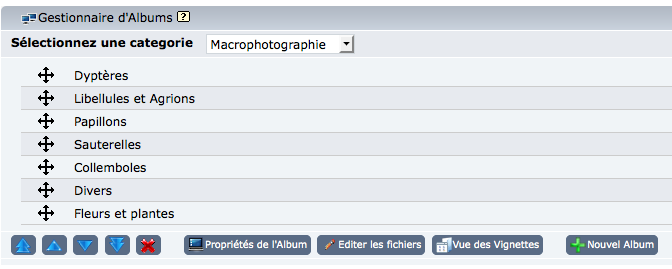 Gestionnaire d'Albums ?
Sélectionnez une categorie Macrophotographie
Dyptères
Libellules et Agrions
Papillons
Sauterelles
Collemboles
Divers
Fleurs et plantes
Propriétés de l'Album Editer les fichiers Vue des Vignettes Nouvel Album